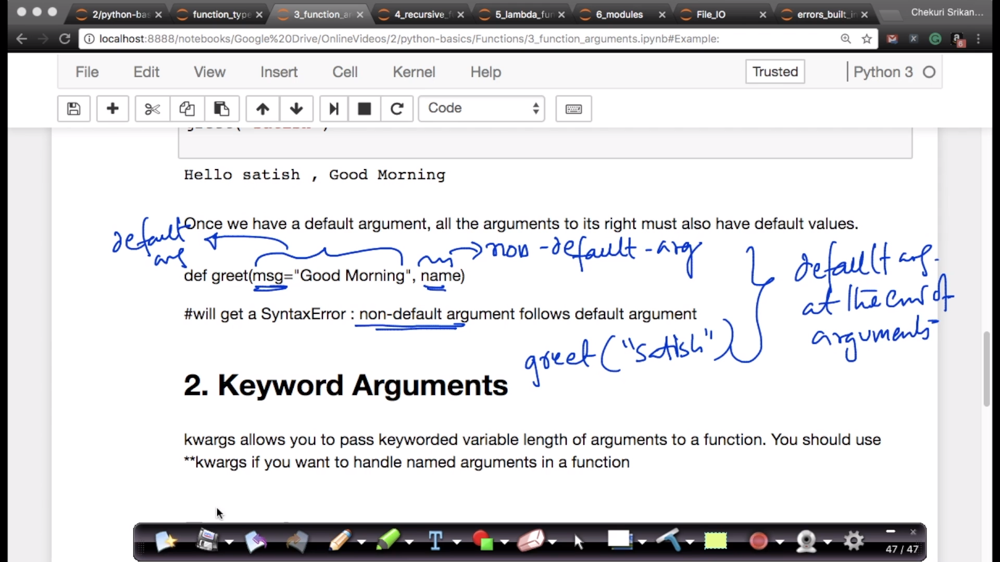 2/python-bas
function_type
3_function_ar
4_recursive_f
5_lambda_fun
6_modules
File_IO
errors_built_in
Chekuri Srikan...
localhost:8888/notebooks/Google%20Drive/OnlineVideos/2/python-basics/Functions/3_function_arguments.ipynb#Example:
6
File Edit View Insert Cell Kernel Help
Trusted
Python 3
Code
Hello satish , Good Morning
Once we have a default argument, all the arguments to its right must also have default values.
default
arg
non-default-arg
def greet(msg="Good Morning", name)
default arg.
at the end of
arguments
#will get a SyntaxError : non-default argument follows default argument
greet("satish")
2. Keyword Arguments
kwargs allows you to pass keyworded variable length of arguments to a function. You should use
**kwargs if you want to handle named arguments in a function
T
47 / 47